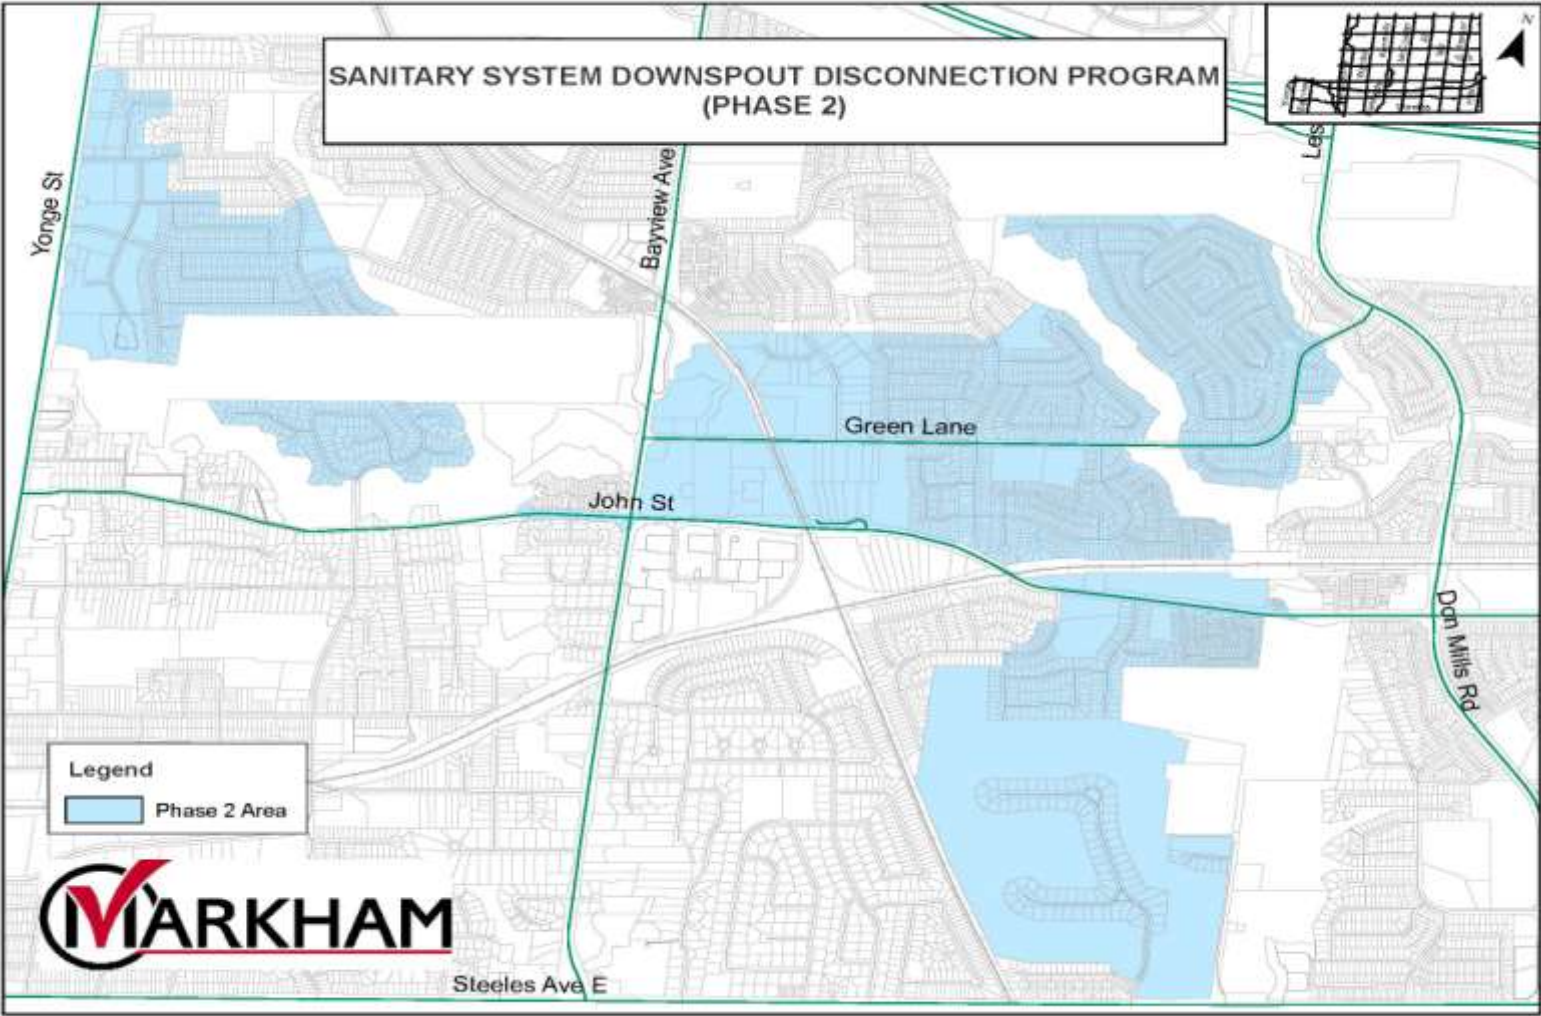 SANITARY SYSTEM DOWNSPOUT DISCONNECTION PROGRAM
(PHASE 2)
N
Les
Yonge St
Bayview Ave
Green Lane
John St
Don Mills Rd
Legend
Phase 2 Area
MARKHAM
Steeles Ave E